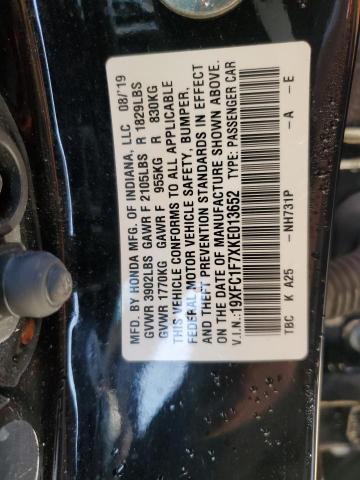 MFD. BY HONDA MFG. OF INDIANA, LLC 08/'19
GVWR 3902LBS GAWR F 2105LBS R 1829LBS
GVWR 1770KG GAWR F 955KG R 830KG
THIS VEHICLE CONFORMS TO ALL APPLICABLE
FEDERAL MOTOR VEHICLE SAFETY, BUMPER,
AND THEFT PREVENTION STANDARDS IN EFFECT
ON THE DATE OF MANUFACTURE SHOWN ABOVE.
V.I.N.:19XFC1F7XKE013652 TYPE: PASSENGER CAR
TBC K A25 —NH731P —A —E